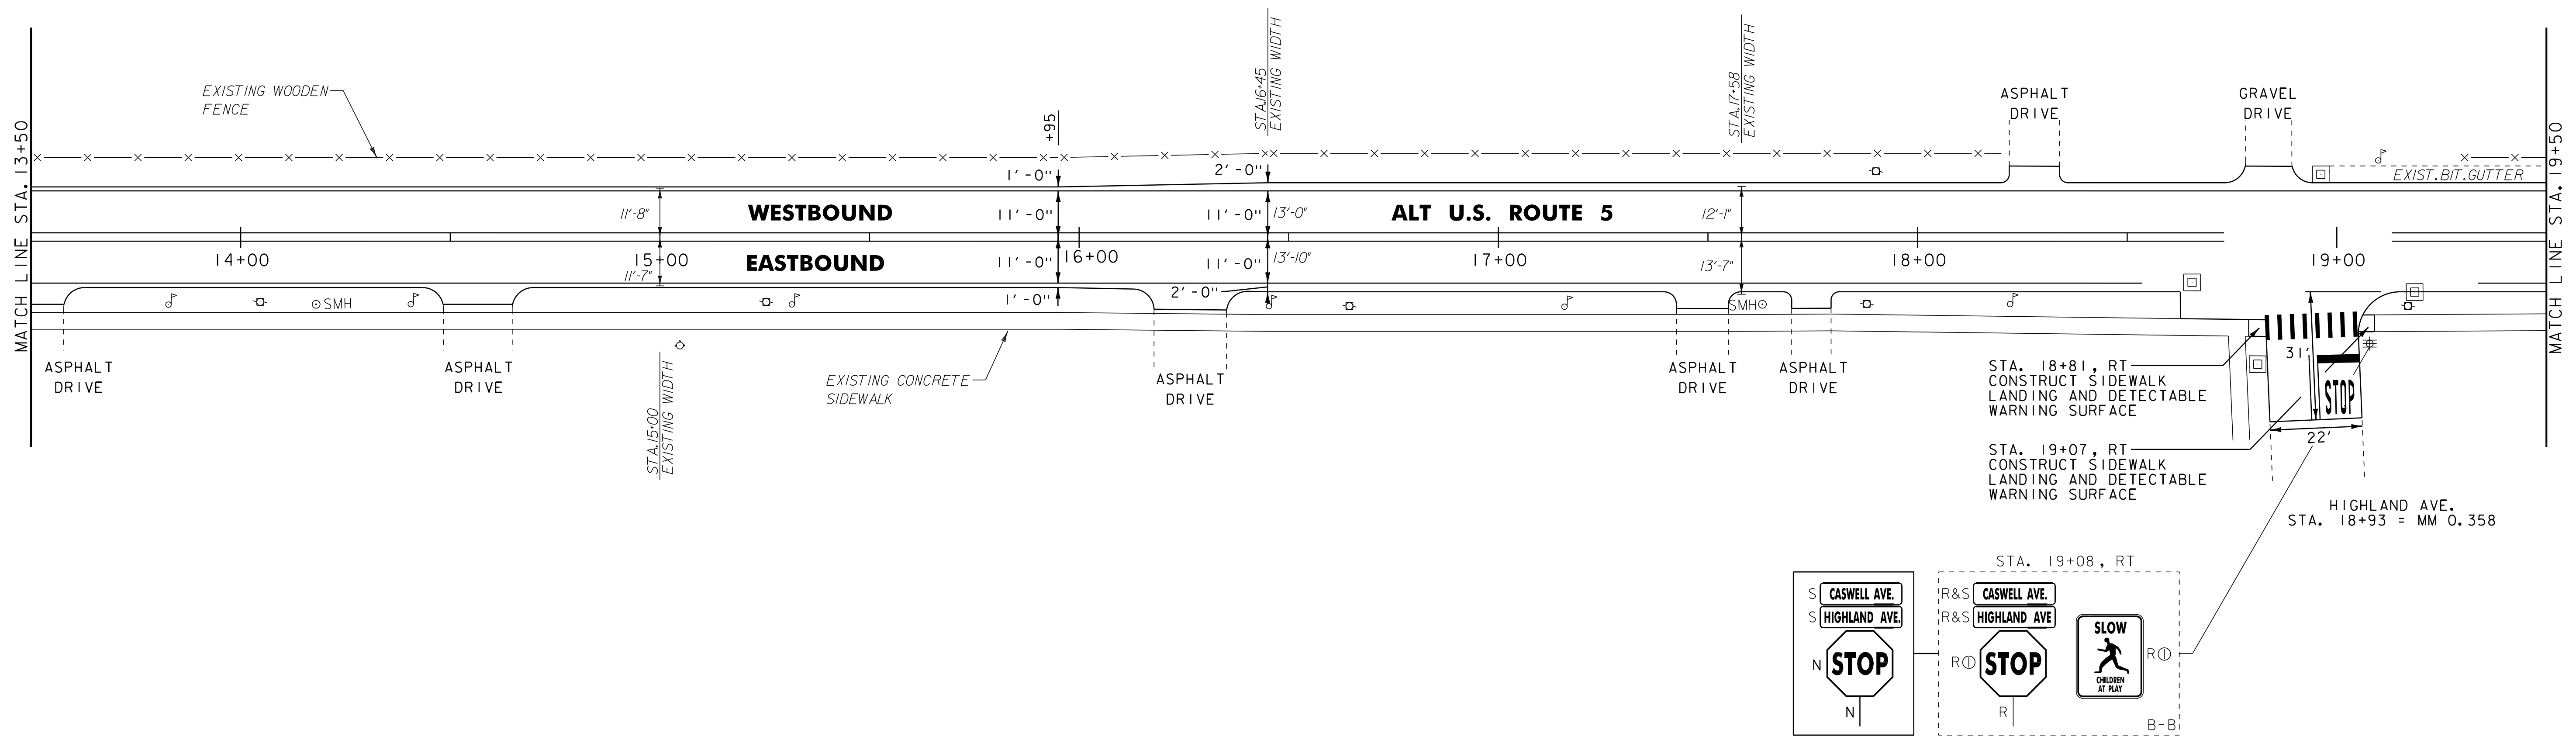 MATCH LINE STA. 13+50
EXISTING WOODEN
FENCE
+95
STA.16+45
EXISTING WIDTH
STA.17+58
EXISTING WIDTH
ASPHALT
DRIVE
GRAVEL
DRIVE
MATCH LINE STA. 19+50
1'-0"
2'-0"
EXIST.BIT.GUTTER
11'-8"
WESTBOUND
11'-0"
11'-0"
13'-0"
ALT U.S. ROUTE 5
12'-1"
14+00
15+00
EASTBOUND
11'-0"
16+00
11'-0"
13'-10"
17+00
13'-7"
18+00
19+00
11'-7"
SMH
1'-0"
2'-0"
SMH
ASPHALT
DRIVE
ASPHALT
DRIVE
STA.15+00
EXISTING WIDTH
EXISTING CONCRETE
SIDEWALK
ASPHALT
DRIVE
ASPHALT
DRIVE
ASPHALT
DRIVE
31'
STOP
22'
STA. 18+81, RT
CONSTRUCT SIDEWALK
LANDING AND DETECTABLE
WARNING SURFACE
STA. 19+07, RT
CONSTRUCT SIDEWALK
LANDING AND DETECTABLE
WARNING SURFACE
HIGHLAND AVE.
STA. 18+93 = MM 0.358
STA. 19+08, RT
S CASWELL AVE.
S HIGHLAND AVE.
N STOP
N
R&S CASWELL AVE.
R&S HIGHLAND AVE
R① STOP
R
SLOW
CHILDREN
AT PLAY
R①
B-B